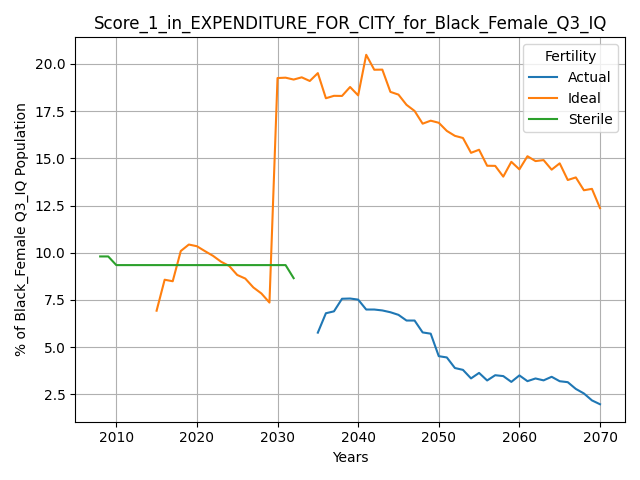 Score_1_in_EXPENDITURE_FOR_CITY_for_Black_Female_Q3_IQ
Fertility
Actual
Ideal
Sterile
% of Black_Female Q3_IQ Population
20.0
17.5
15.0
12.5
10.0
7.5
5.0
2.5
2010 2020 2030 2040 2050 2060 2070
Years